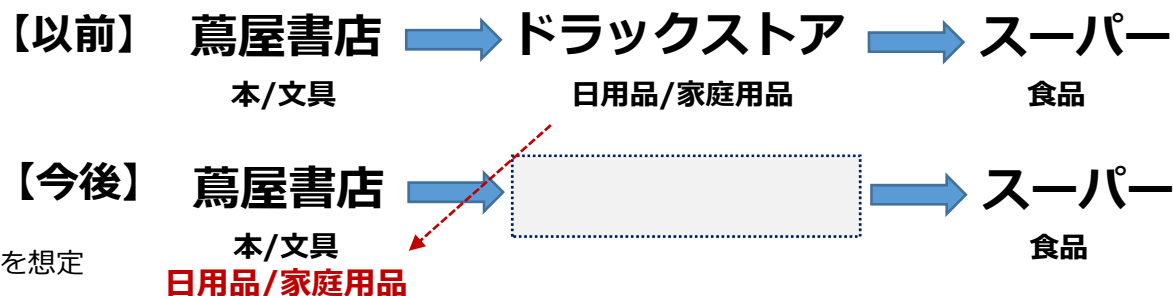 【以前】 蔦屋書店 ドラックストア スーパー
本/文具 日用品/家庭用品 食品
【今後】 蔦屋書店 スーパー
本/文具 食品
を想定
日用品/家庭用品